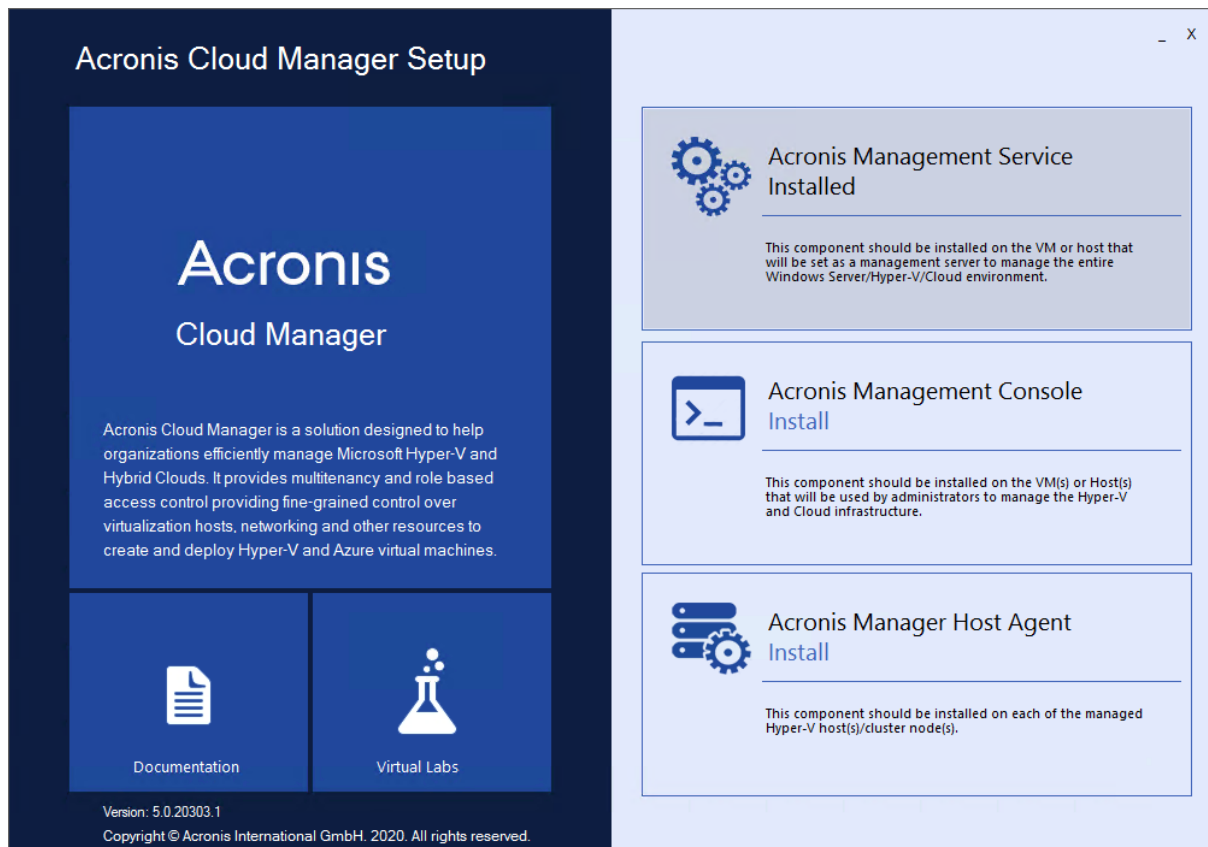 Acronis Cloud Manager Setup
_ X
Acronis
Cloud Manager
Acronis Cloud Manager is a solution designed to help
organizations efficiently manage Microsoft Hyper-V and
Hybrid Clouds. It provides multitenancy and role based
access control providing fine-grained control over
virtualization hosts, networking and other resources to
create and deploy Hyper-V and Azure virtual machines.
Documentation
Virtual Labs
Version: 5.0.20303.1
Copyright © Acronis International GmbH. 2020. All rights reserved.
Acronis Management Service
Installed
This component should be installed on the VM or host that
will be set as a management server to manage the entire
Windows Server/Hyper-V/Cloud environment.
Acronis Management Console
Install
This component should be installed on the VM(s) or Host(s)
that will be used by administrators to manage the Hyper-V
and Cloud infrastructure.
Acronis Manager Host Agent
Install
This component should be installed on each of the managed
Hyper-V host(s)/cluster node(s).